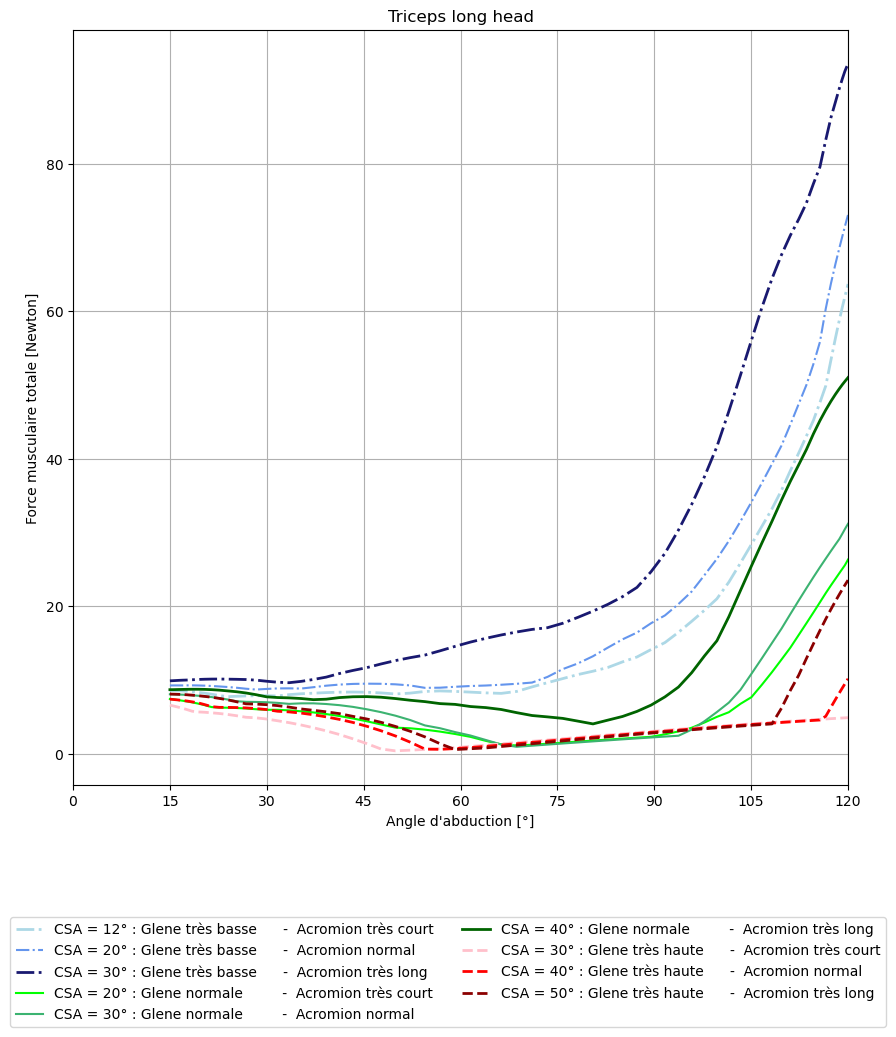 Triceps long head
Force musculaire totale [Newton]
80
60
40
20
0
0 15 30 45 60 75 90 105 120
Angle d'abduction [°]
CSA = 12° : Glene très basse - Acromion très court
CSA = 20° : Glene très basse - Acromion normal
CSA = 30° : Glene très basse - Acromion très long
CSA = 20° : Glene normale - Acromion très court
CSA = 30° : Glene normale - Acromion normal
CSA = 40° : Glene normale - Acromion très long
CSA = 30° : Glene très haute - Acromion très court
CSA = 40° : Glene très haute - Acromion normal
CSA = 50° : Glene très haute - Acromion très long